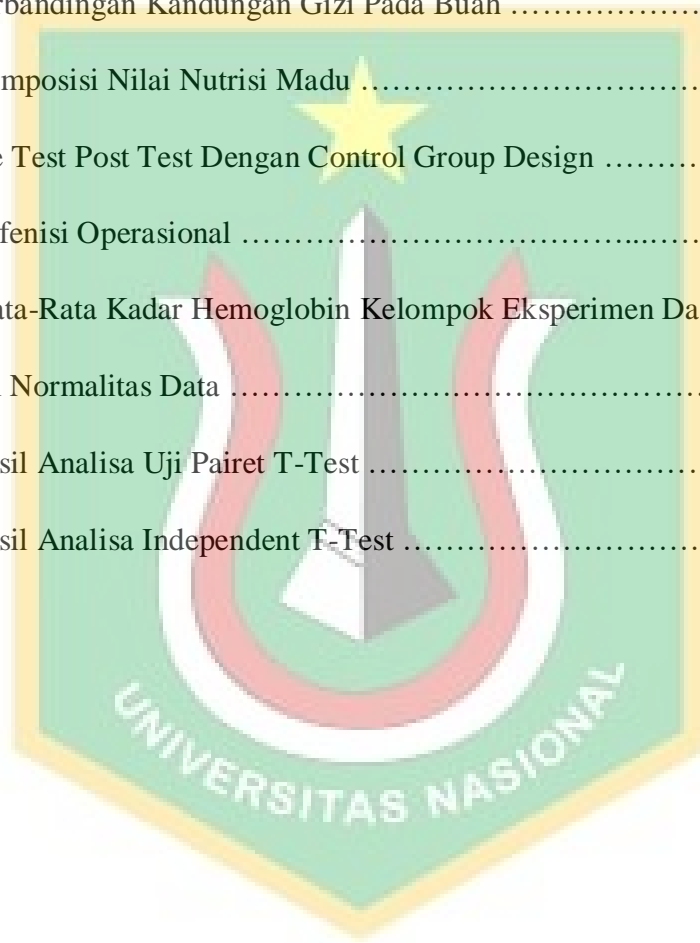 rbandingan Kandungan Gizi Pada Buah ……………
mposisi Nilai Nutrisi Madu ……………………………
e Test Post Test Dengan Control Group Design ………
fenisi Operasional ……………………………………...……
ata-Rata Kadar Hemoglobin Kelompok Eksperimen Da
i Normalitas Data ……………………………………………
sil Analisa Uji Pairet T-Test ……………………………
sil Analisa Independent T-Test …………………………
UNIVERSITAS NASIONAL